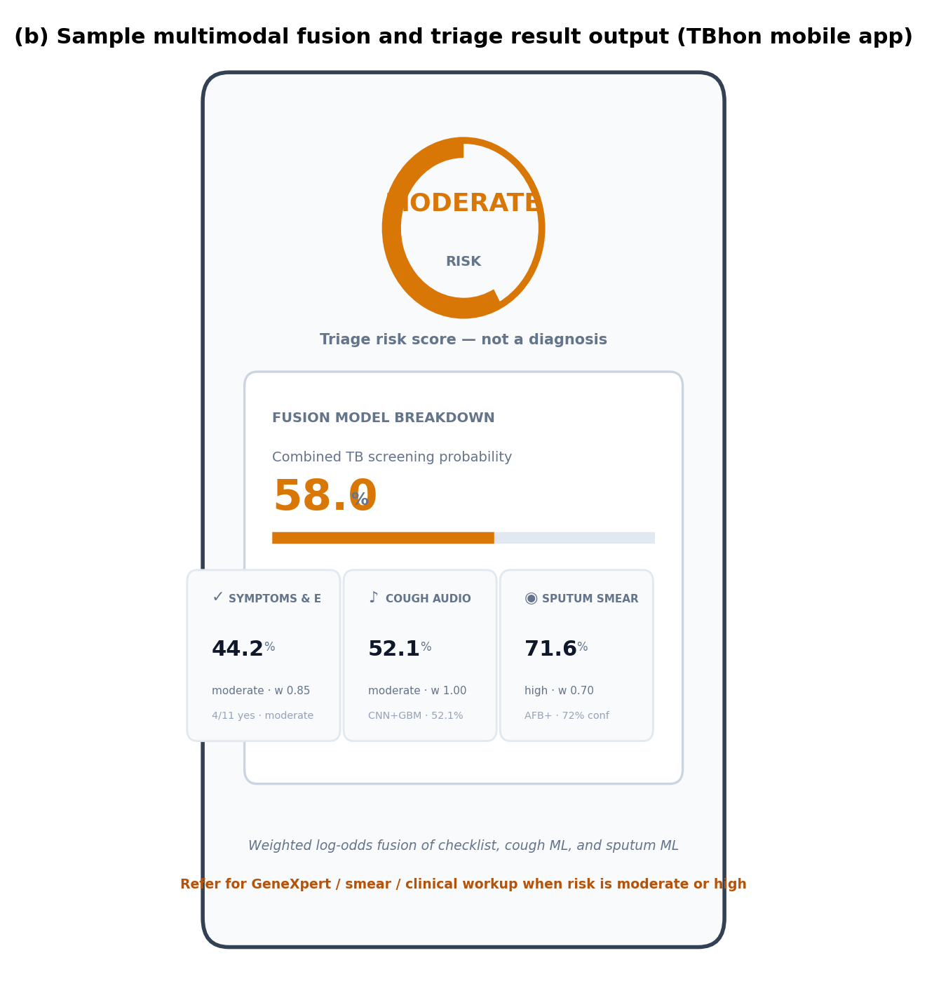 (b) Sample multimodal fusion and triage result output (TBhon mobile app)
MODERATE
RISK
Triage risk score — not a diagnosis
FUSION MODEL BREAKDOWN
Combined TB screening probability
58.0%
✓ SYMPTOMS & E
44.2%
moderate · w 0.85
4/11 yes · moderate
♪ COUGH AUDIO
52.1%
moderate · w 1.00
CNN+GBM · 52.1%
◉ SPUTUM SMEAR
71.6%
high · w 0.70
AFB+ · 72% conf
Weighted log-odds fusion of checklist, cough ML, and sputum ML
Refer for GeneXpert / smear / clinical workup when risk is moderate or high